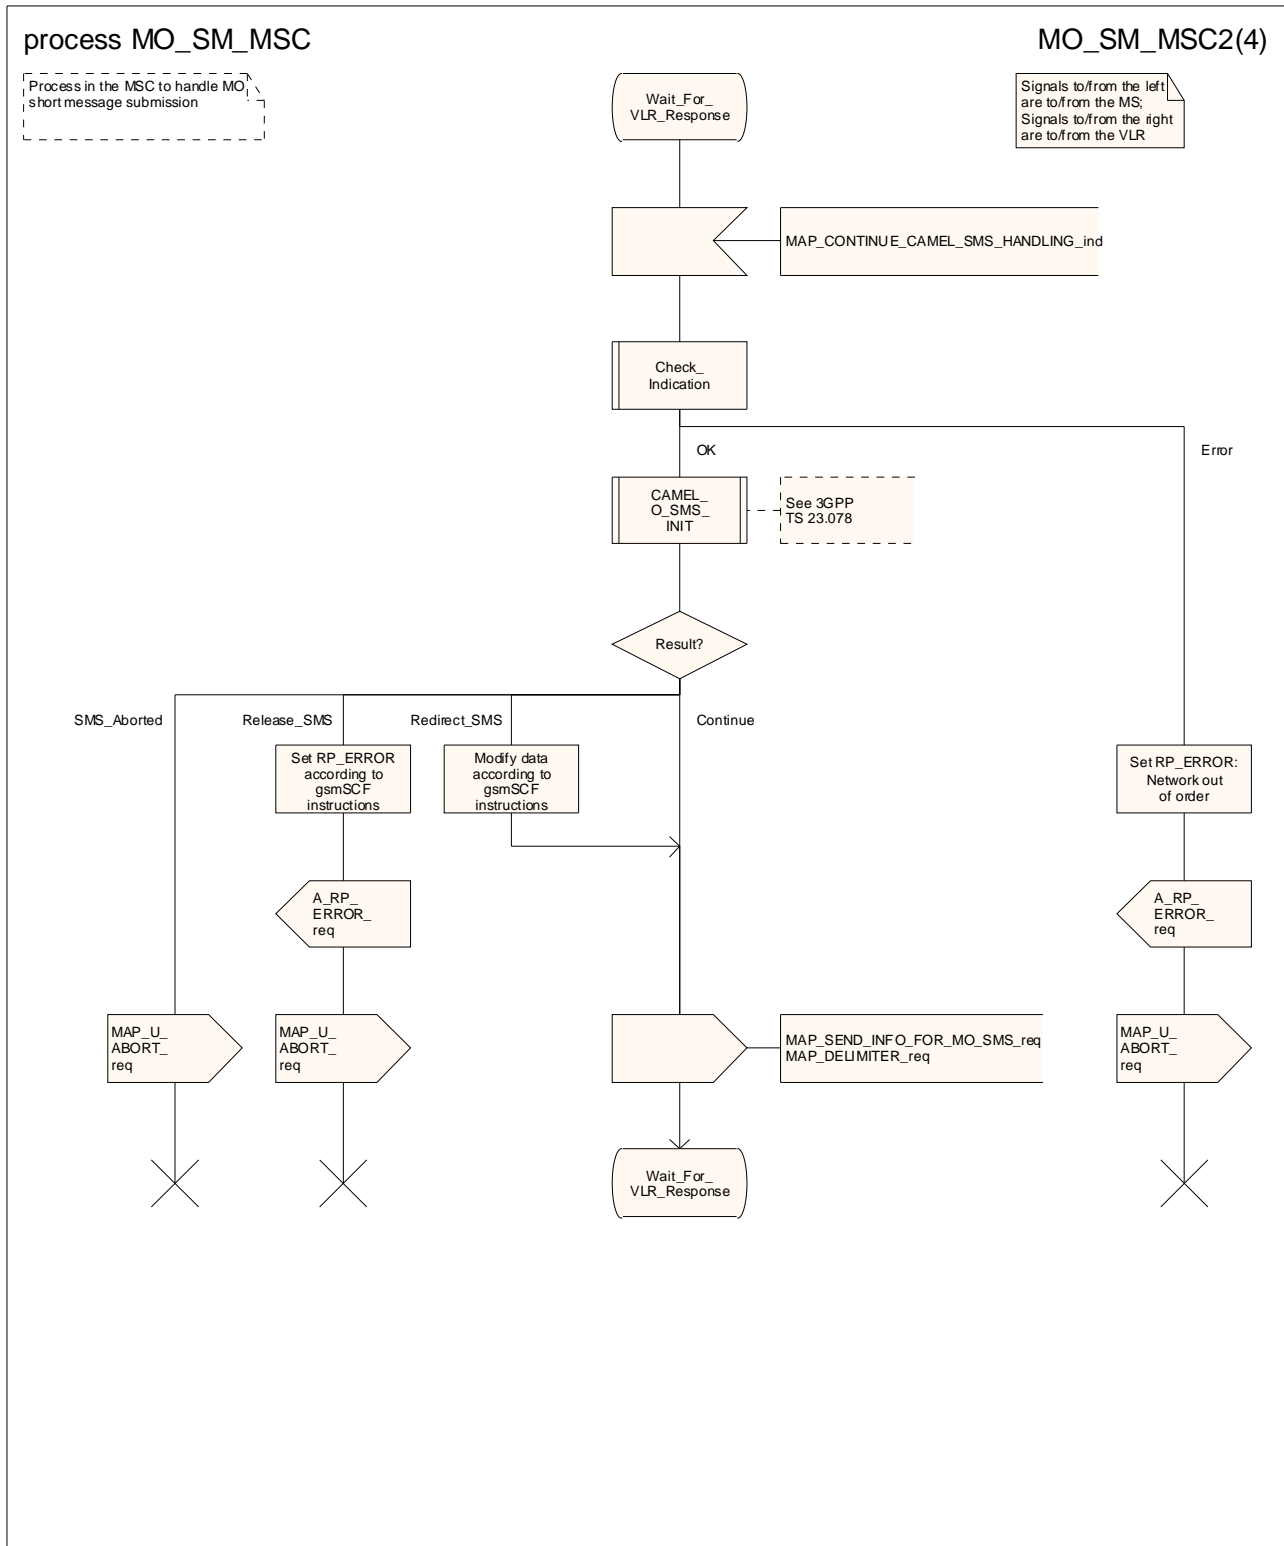 process MO_SM_MSC
MO_SM_MSC2(4)
Process in the MSC to handle MO
short message submission
Wait_For_
VLR_Response
Signals to/from the left
are to/from the MS;
Signals to/from the right
are to/from the VLR
MAP_CONTINUE_CAMEL_SMS_HANDLING_ind
Check_
Indication
OK
Error
CAMEL_
O_SMS_
INIT
See 3GPP
TS 23.078
Result?
SMS_Aborted
Release_SMS
Redirect_SMS
Continue
Set RP_ERROR
according to
gsmSCF
instructions
Modify data
according to
gsmSCF
instructions
Set RP_ERROR:
Network out
of order
A_RP_
ERROR_
req
A_RP_
ERROR_
req
MAP_U_
ABORT_
req
MAP_U_
ABORT_
req
MAP_SEND_INFO_FOR_MO_SMS_req
MAP_DELIMITER_req
MAP_U_
ABORT_
req
Wait_For_
VLR_Response